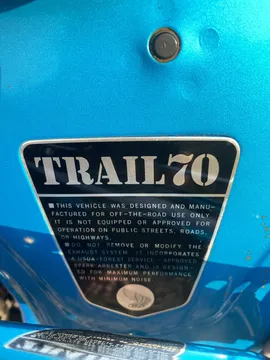 TRAIL70
■ THIS VEHICLE WAS DESIGNED AND MANU-
FACTURED FOR OFF-THE-ROAD USE ONLY
IT IS NOT EQUIPPED OR APPROVED FOR
OPERATION ON PUBLIC STREETS, ROADS,
OR HIGHWAYS.
■ DO NOT REMOVE OR MODIFY THE
EXHAUST SYSTEM. IT INCORPORATES
A USDA-FOREST SERVICE-APPROVED
SPARK ARRESTER AND IS DESIGN-
ED FOR MAXIMUM PERFORMANCE
WITH MINIMUM NOISE.